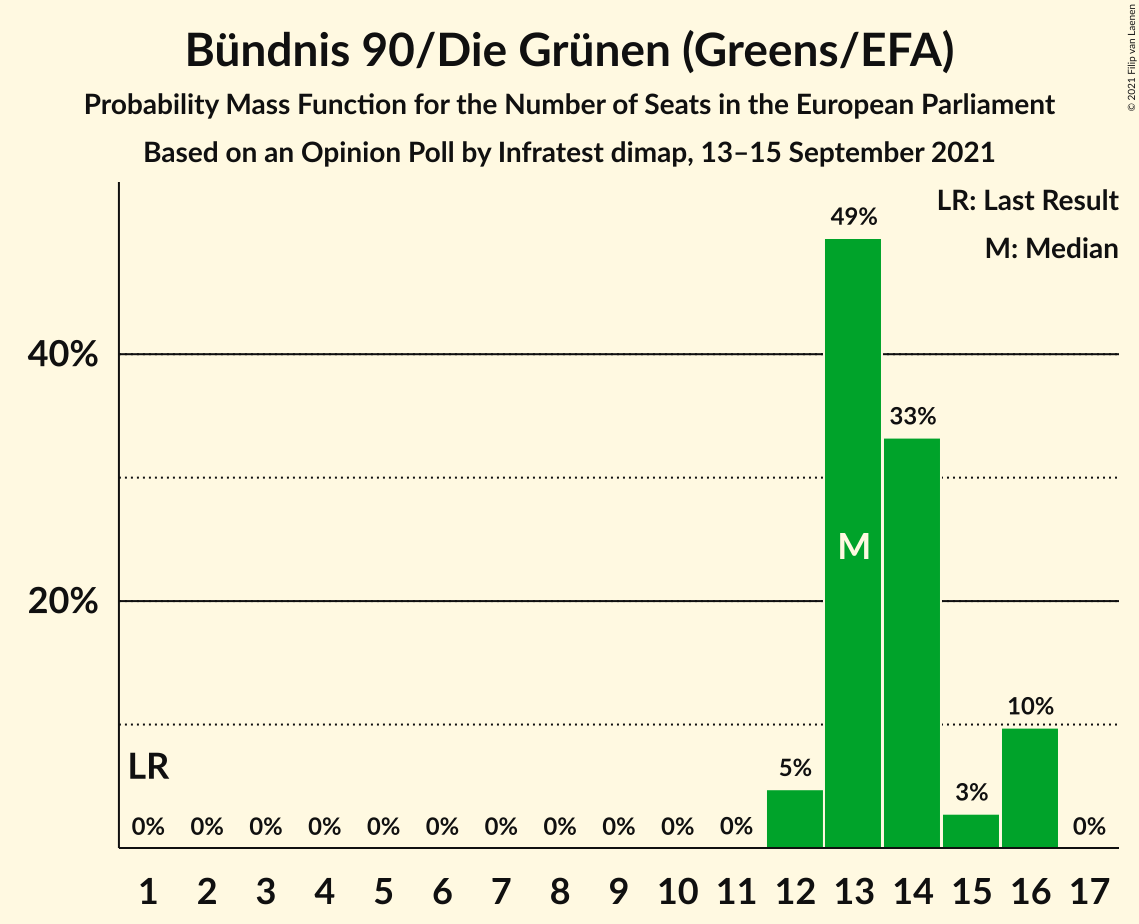 Bündnis 90/Die Grünen (Greens/EFA)
Probability Mass Function for the Number of Seats in the European Parliament
Based on an Opinion Poll by Infratest dimap, 13–15 September 2021
© 2021 Filip van Laenen
LR: Last Result
M: Median
49%
40%
33%
M
20%
10%
LR
5%
3%
0% 0% 0% 0% 0% 0% 0% 0% 0% 0% 0% 0%
1 2 3 4 5 6 7 8 9 10 11 12 13 14 15 16 17